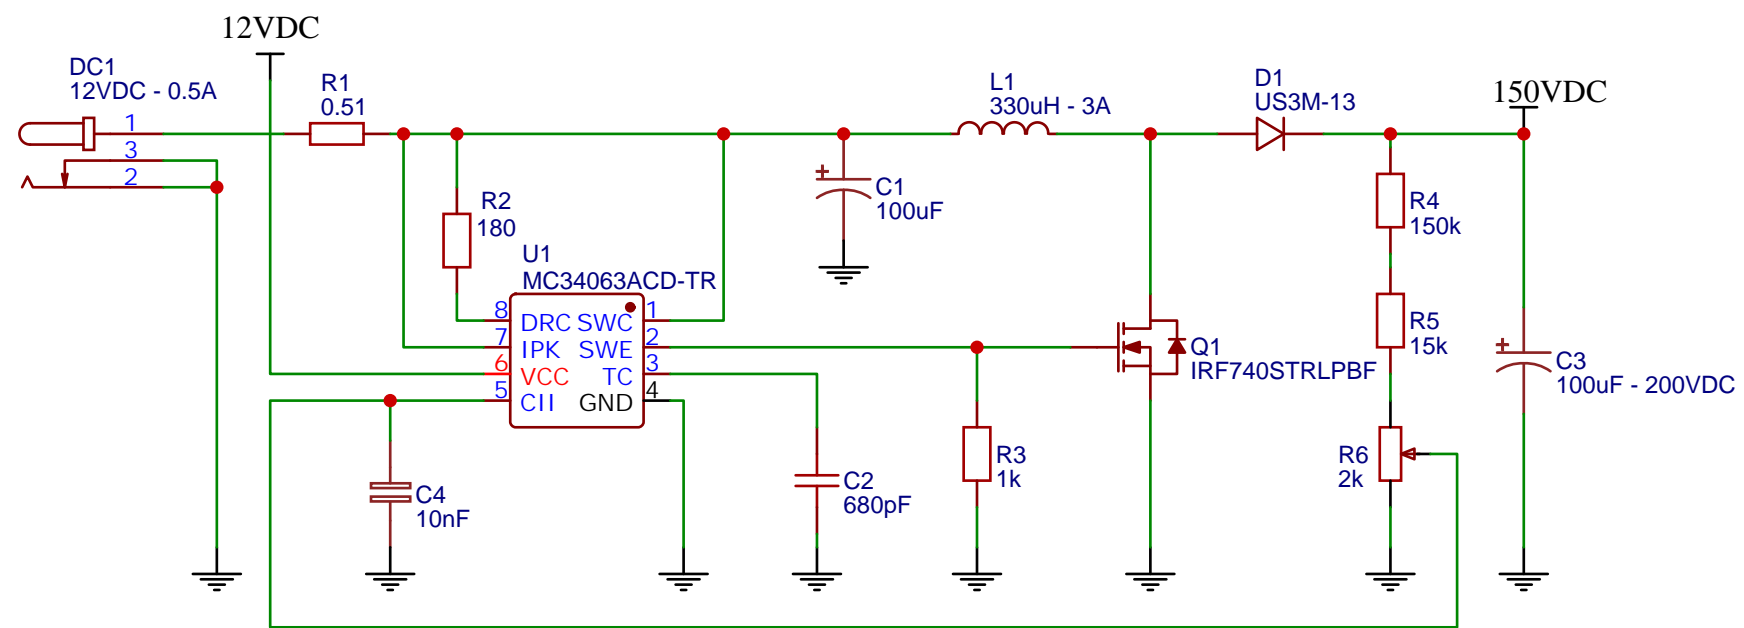 12VDC
DC1
12VDC - 0.5A
1
3
2
R1
0.51
R2
180
U1
MC34063ACD-TR
8 DRC SWC 1
7 IPK SWE 2
6 VCC TC 3
5 CII GND 4
C4
10nF
C1
100uF
C2
680pF
L1
330uH - 3A
R3
1k
Q1
IRF740STRLPBF
D1
US3M-13
150VDC
R4
150k
R5
15k
R6
2k
C3
100uF - 200VDC